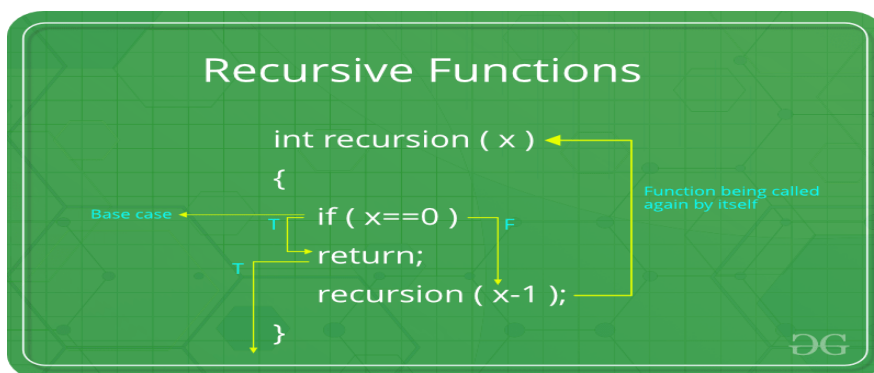 Recursive Functions
int recursion ( x )
{
Function being called
again by itself
Base case
if ( x==0 )
T
F
return;
T
recursion ( x-1 );
}
GG